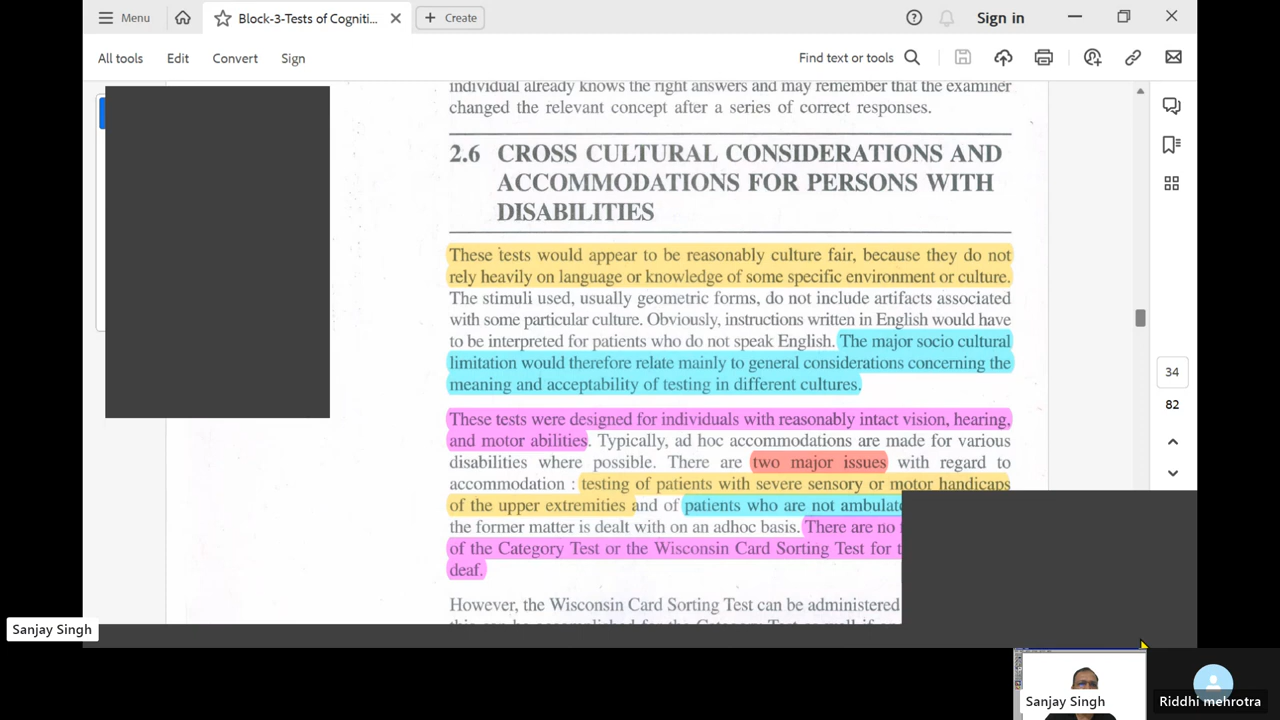 Menu
Block-3-Tests of Cogniti...
Create
Sign in
All tools
Edit
Convert
Sign
Find text or tools
individual already knows the right answers and may remember that the examiner
changed the relevant concept after a series of correct responses.
2.6 CROSS CULTURAL CONSIDERATIONS AND
ACCOMMODATIONS FOR PERSONS WITH
DISABILITIES
These tests would appear to be reasonably culture fair, because they do not
rely heavily on language or knowledge of some specific environment or culture.
The stimuli used, usually geometric forms, do not include artifacts associated
with some particular culture. Obviously, instructions written in English would have
to be interpreted for patients who do not speak English. The major socio cultural
limitation would therefore relate mainly to general considerations concerning the
meaning and acceptability of testing in different cultures.
These tests were designed for individuals with reasonably intact vision, hearing,
and motor abilities. Typically, ad hoc accommodations are made for various
disabilities where possible. There are two major issues with regard to
accommodation : testing of patients with severe sensory or motor handicaps
of the upper extremities and of patients who are not ambulat
the former matter is dealt with on an adhoc basis. There are no
of the Category Test or the Wisconsin Card Sorting Test for
deaf.
However, the Wisconsin Card Sorting Test can be administered
34
82
Sanjay Singh
Sanjay Singh
Riddhi mehrotra